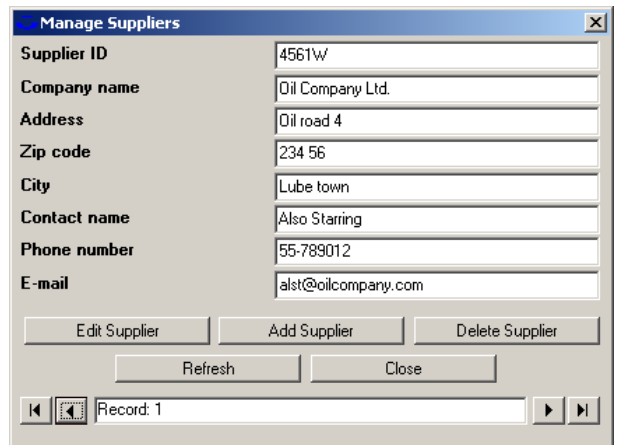 Manage Suppliers
Supplier ID 4561W
Company name Oil Company Ltd.
Address Oil road 4
Zip code 234 56
City Lube town
Contact name Also Starring
Phone number 55-789012
E-mail alst@oilcompany.com
Edit Supplier Add Supplier Delete Supplier
Refresh Close
Record: 1